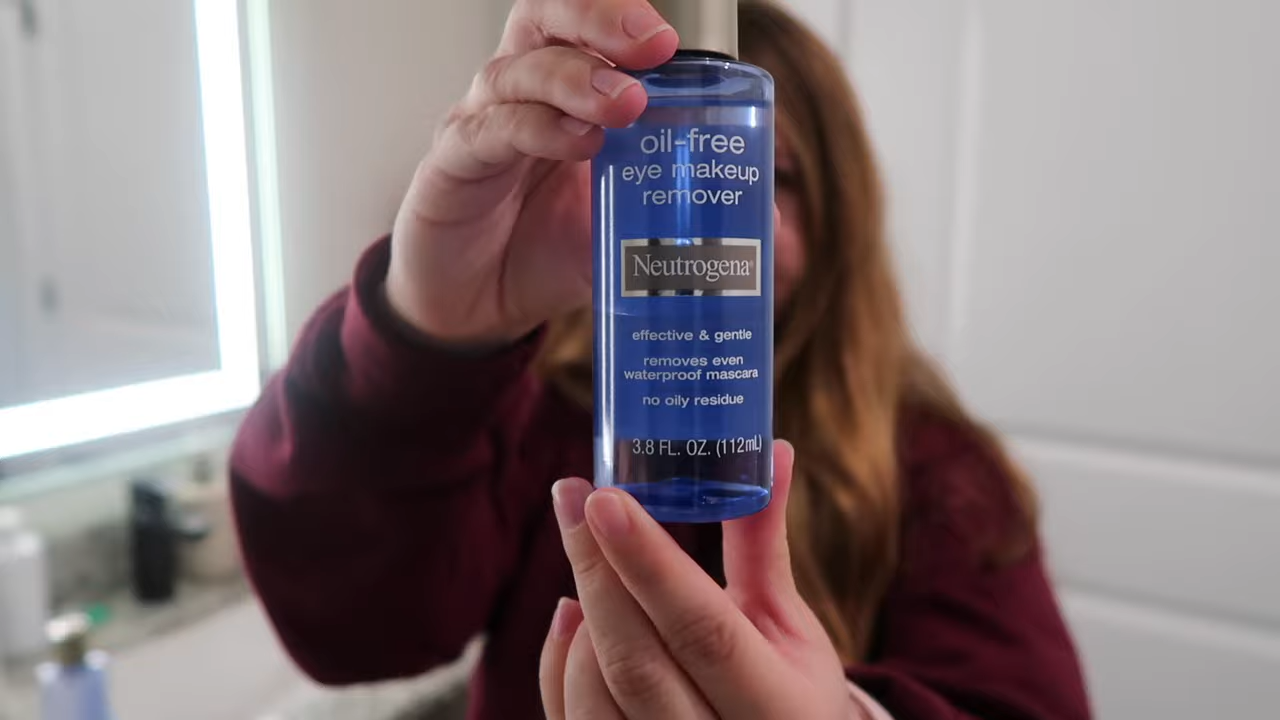 oil-free
eye makeup
remover
Neutrogena®
effective & gentle
removes even
waterproof mascara
no oily residue
3.8 FL. OZ. (112mL)